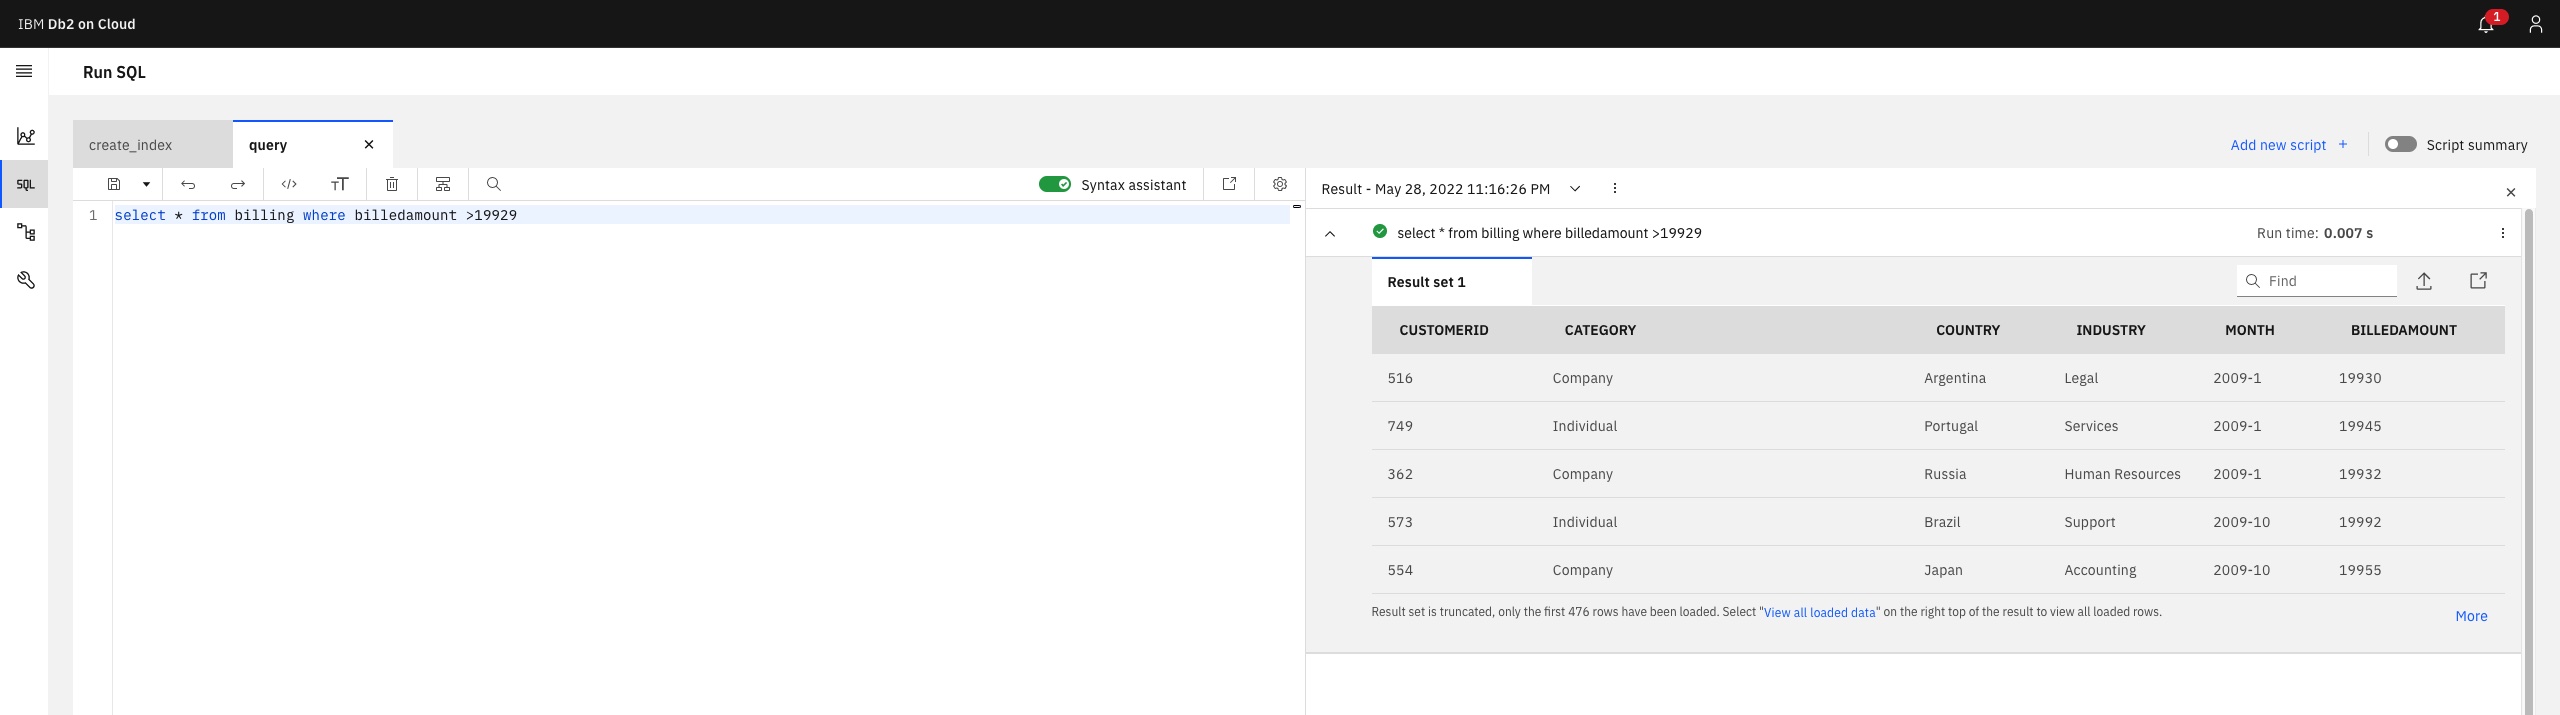 IBM Db2 on Cloud
1
Run SQL
create_index
query
Add new script +
Script summary
SQL
Syntax assistant
1 select * from billing where billedamount >19929
Result - May 28, 2022 11:16:26 PM
select * from billing where billedamount >19929
Run time: 0.007 s
Result set 1
Find
CUSTOMERID CATEGORY COUNTRY INDUSTRY MONTH BILLEDAMOUNT
516 Company Argentina Legal 2009-1 19930
749 Individual Portugal Services 2009-1 19945
362 Company Russia Human Resources 2009-1 19932
573 Individual Brazil Support 2009-10 19992
554 Company Japan Accounting 2009-10 19955
Result set is truncated, only the first 476 rows have been loaded. Select "View all loaded data" on the right top of the result to view all loaded rows.
More